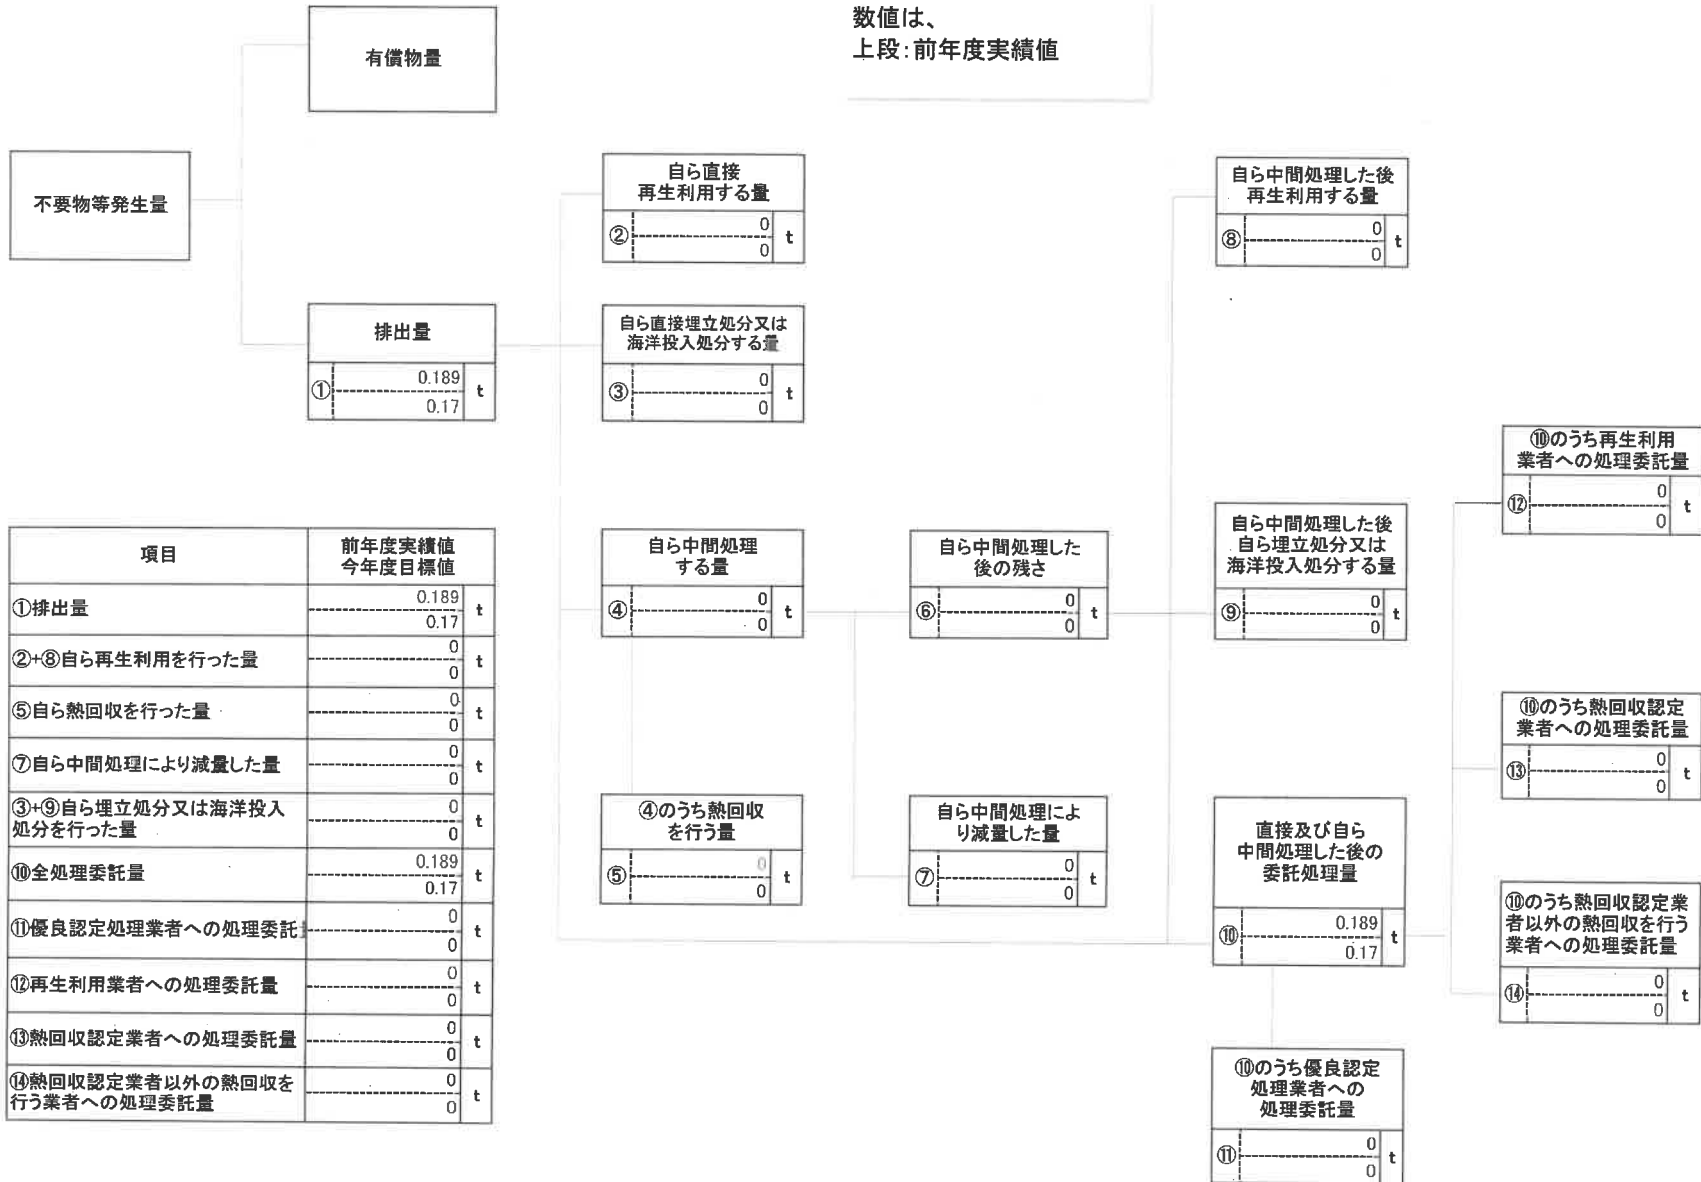 数値は、
上段:前年度実績値
有償物量
不要物等発生量
排出量
①
0.189
0.17
t
自ら直接
再生利用する量
②
0
0
t
自ら直接埋立処分又は
海洋投入処分する量
③
0
0
t
自ら中間処理
する量
④
0
0
t
④のうち熱回収
を行う量
⑤
0
0
t
自ら中間処理した
後の残さ
⑥
0
0
t
自ら中間処理によ
り減量した量
⑦
0
0
t
自ら中間処理した後
再生利用する量
⑧
0
0
t
自ら中間処理した後
自ら埋立処分又は
海洋投入処分する量
⑨
0
0
t
直接及び自ら
中間処理した後の
委託処理量
⑩
0.189
0.17
t
⑩のうち優良認定
処理業者への
処理委託量
⑪
0
0
t
⑩のうち再生利用
業者への処理委託量
⑫
0
0
t
⑩のうち熱回収認定
業者への処理委託量
⑬
0
0
t
⑩のうち熱回収認定業
者以外の熱回収を行う
業者への処理委託量
⑭
0
0
t
項目
前年度実績値
今年度目標値
①排出量
0.189
0.17
t
②+⑧自ら再生利用を行った量
0
0
t
⑤自ら熱回収を行った量
0
0
t
⑦自ら中間処理により減量した量
0
0
t
③+⑨自ら埋立処分又は海洋投入
処分を行った量
0
0
t
⑩全処理委託量
0.189
0.17
t
⑪優良認定処理業者への処理委託
0
0
t
⑫再生利用業者への処理委託量
0
0
t
⑬熱回収認定業者への処理委託量
0
0
t
⑭熱回収認定業者以外の熱回収を
行う業者への処理委託量
0
0
t